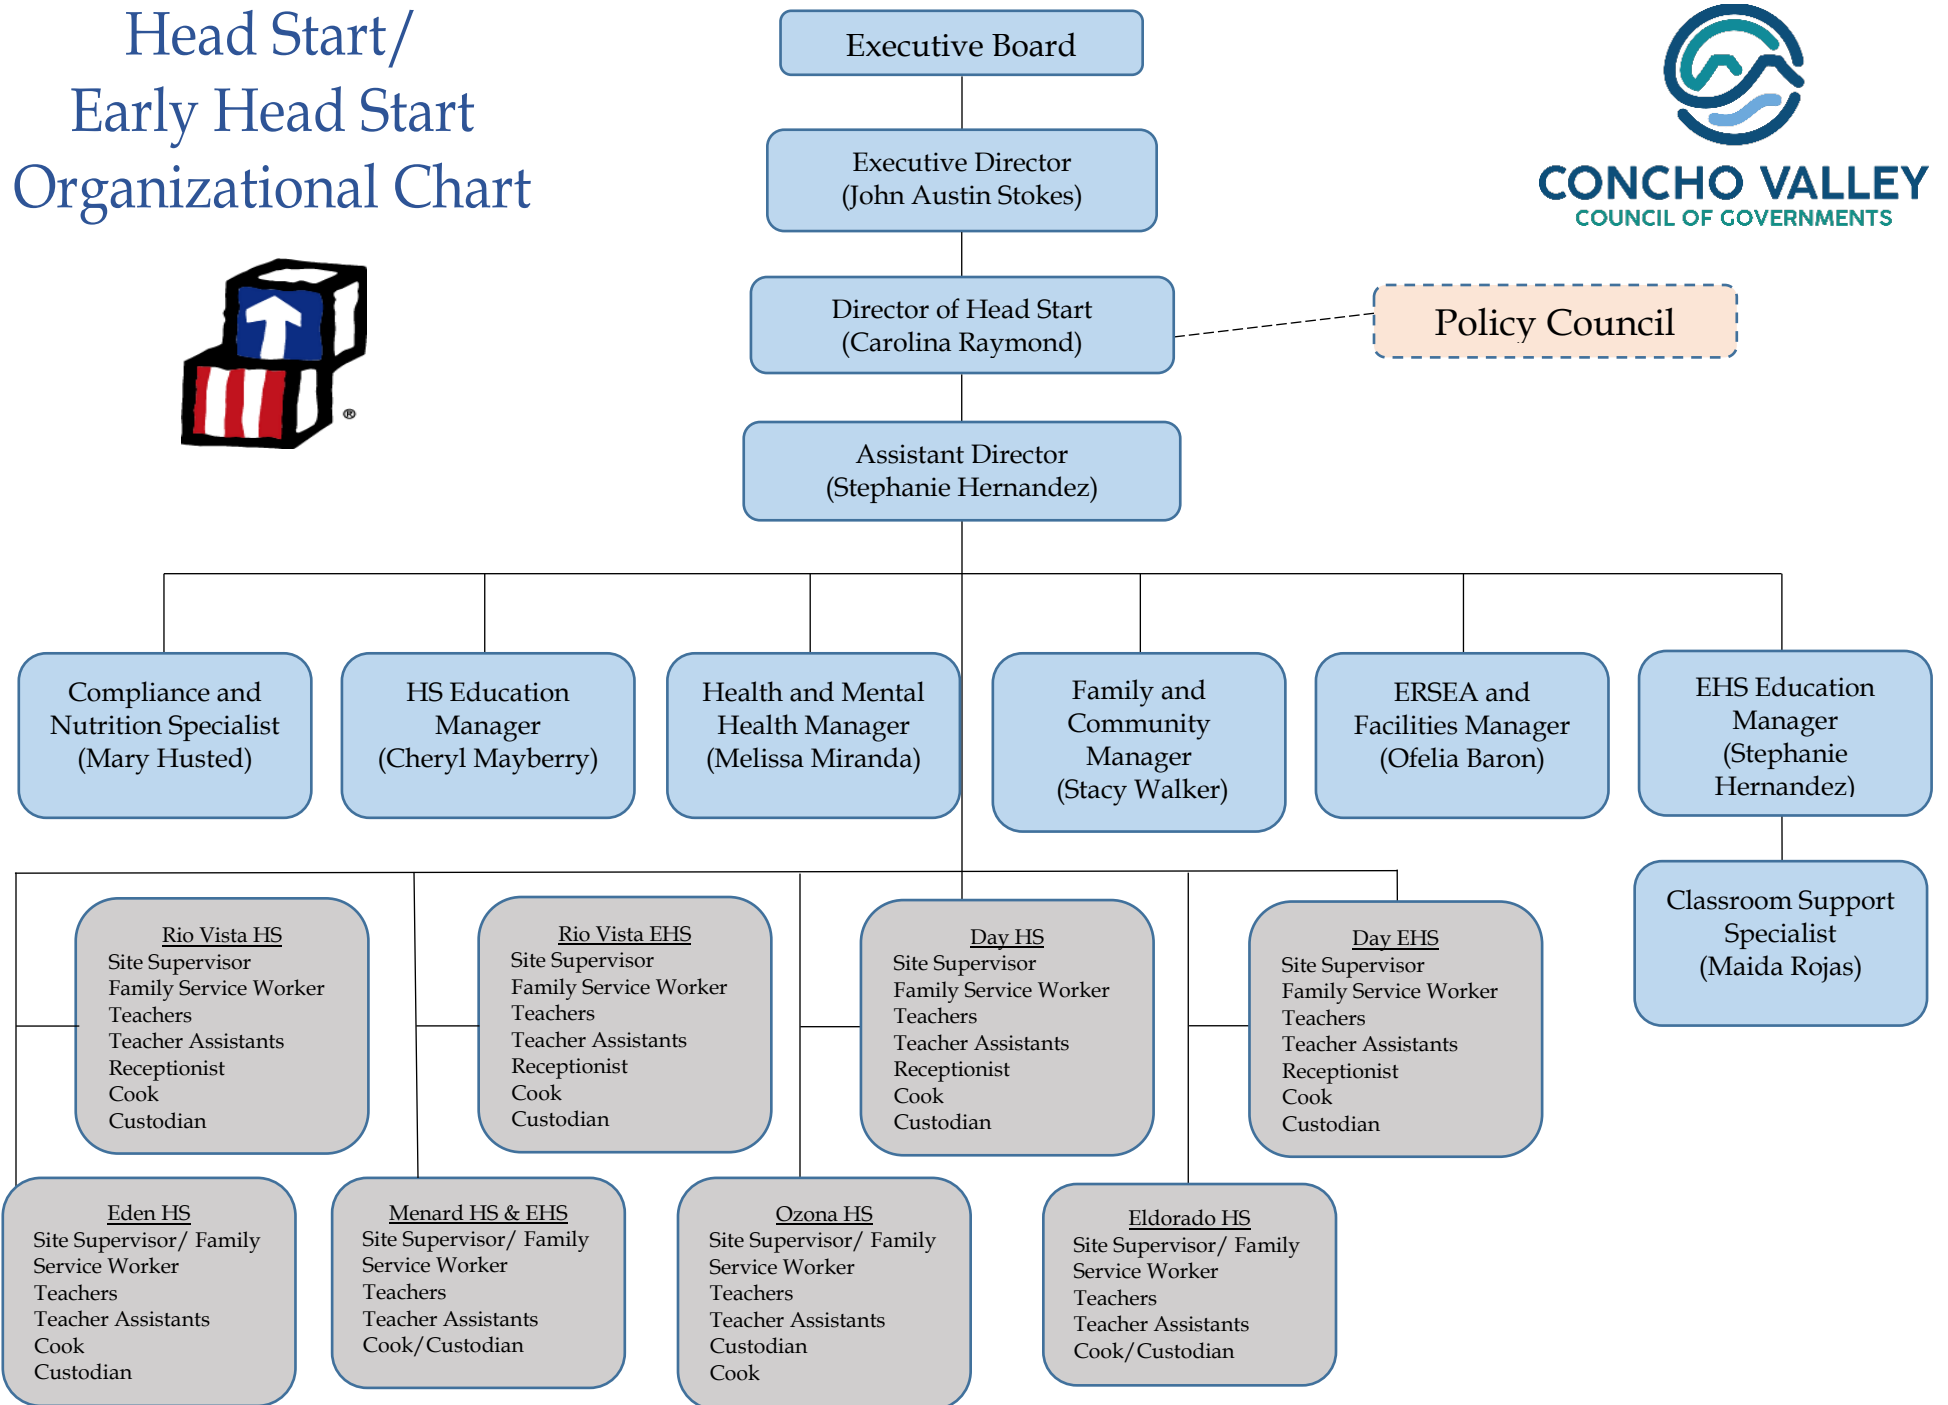 Head Start/
Early Head Start
Organizational Chart
Executive Board
CONCHO VALLEY
COUNCIL OF GOVERNMENTS
Executive Director
(John Austin Stokes)
Director of Head Start
(Carolina Raymond)
Policy Council
®
Assistant Director
(Stephanie Hernandez)
Compliance and
Nutrition Specialist
(Mary Husted)
HS Education
Manager
(Cheryl Mayberry)
Health and Mental
Health Manager
(Melissa Miranda)
Family and
Community
Manager
(Stacy Walker)
ERSEA and
Facilities Manager
(Ofelia Baron)
EHS Education
Manager
(Stephanie
Hernandez)
Classroom Support
Specialist
(Maida Rojas)
Rio Vista HS
Site Supervisor
Family Service Worker
Teachers
Teacher Assistants
Receptionist
Cook
Custodian
Rio Vista EHS
Site Supervisor
Family Service Worker
Teachers
Teacher Assistants
Receptionist
Cook
Custodian
Day HS
Site Supervisor
Family Service Worker
Teachers
Teacher Assistants
Receptionist
Cook
Custodian
Day EHS
Site Supervisor
Family Service Worker
Teachers
Teacher Assistants
Receptionist
Cook
Custodian
Eden HS
Site Supervisor/ Family
Service Worker
Teachers
Teacher Assistants
Cook
Custodian
Menard HS & EHS
Site Supervisor/ Family
Service Worker
Teachers
Teacher Assistants
Cook/Custodian
Ozona HS
Site Supervisor/ Family
Service Worker
Teachers
Teacher Assistants
Custodian
Cook
Eldorado HS
Site Supervisor/ Family
Service Worker
Teachers
Teacher Assistants
Cook/Custodian